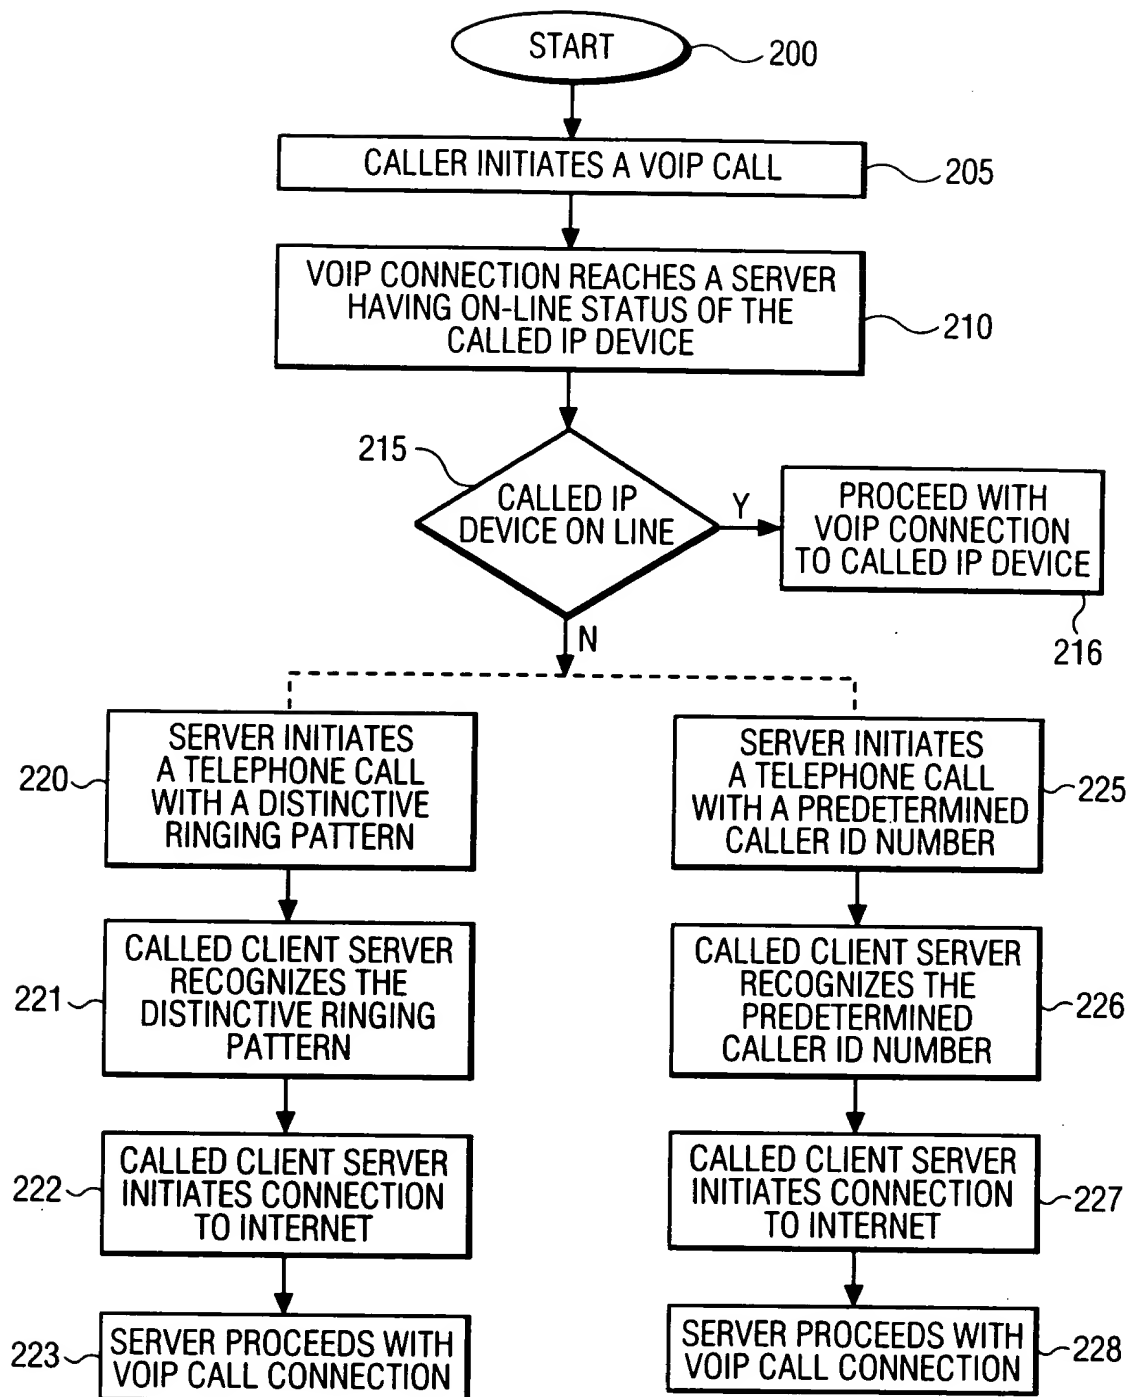 START
200
CALLER INITIATES A VOIP CALL
205
VOIP CONNECTION REACHES A SERVER
HAVING ON-LINE STATUS OF THE
CALLED IP DEVICE
210
215
CALLED IP
DEVICE ON LINE
Y
PROCEED WITH
VOIP CONNECTION
TO CALLED IP DEVICE
216
N
220
SERVER INITIATES
A TELEPHONE CALL
WITH A DISTINCTIVE
RINGING PATTERN
SERVER INITIATES
A TELEPHONE CALL
WITH A PREDETERMINED
CALLER ID NUMBER
225
221
CALLED CLIENT SERVER
RECOGNIZES THE
DISTINCTIVE RINGING
PATTERN
CALLED CLIENT SERVER
RECOGNIZES THE
PREDETERMINED
CALLER ID NUMBER
226
222
CALLED CLIENT SERVER
INITIATES CONNECTION
TO INTERNET
CALLED CLIENT SERVER
INITIATES CONNECTION
TO INTERNET
227
223
SERVER PROCEEDS WITH
VOIP CALL CONNECTION
SERVER PROCEEDS WITH
VOIP CALL CONNECTION
228